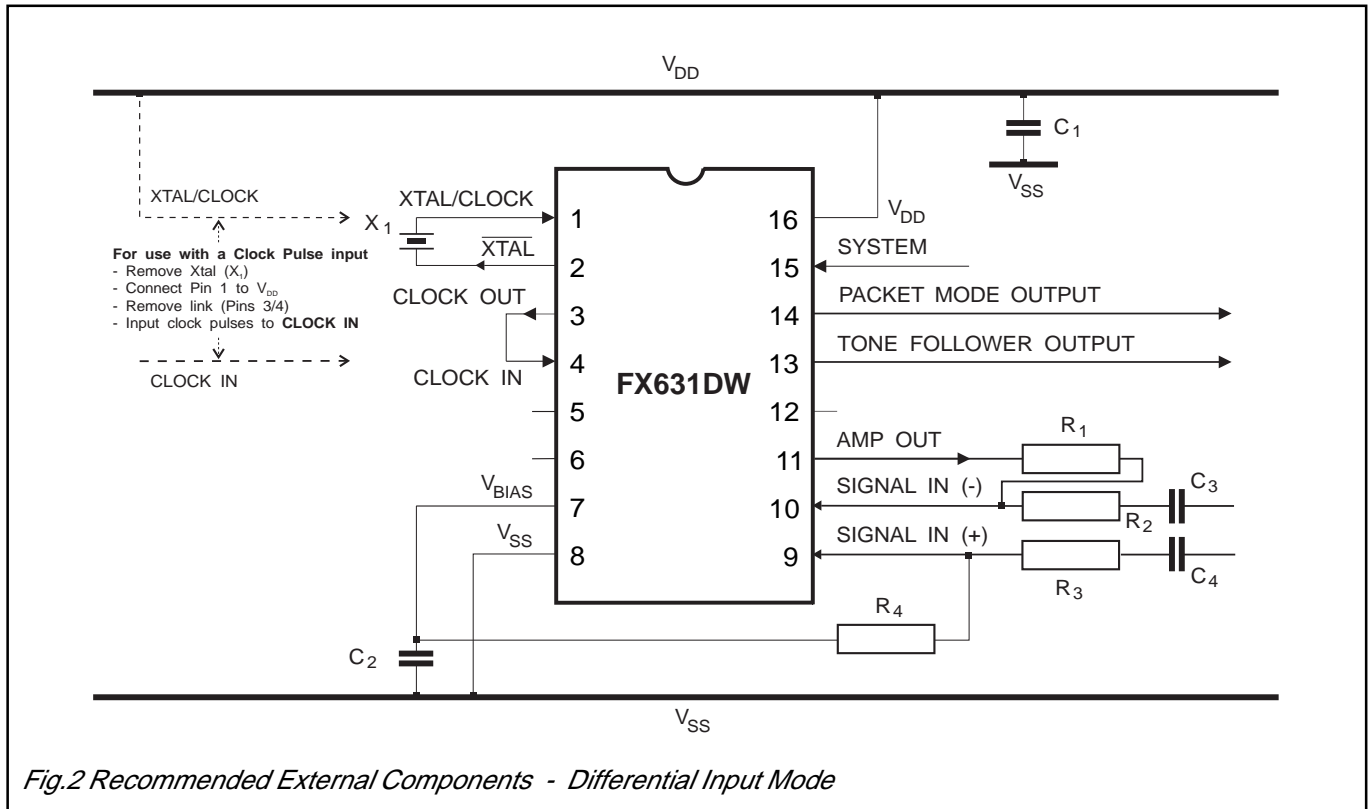 VDD
C1
VSS
XTAL/CLOCK
For use with a Clock Pulse input
- Remove Xtal (X1)
- Connect Pin 1 to VDD
- Remove link (Pins 3/4)
- Input clock pulses to CLOCK IN
CLOCK IN
X1
XTAL/CLOCK
XTAL
CLOCK OUT
CLOCK IN
VBIAS
VSS
1
2
3
4
5
6
7
8
FX631DW
16
15
14
13
12
11
10
9
VDD
SYSTEM
PACKET MODE OUTPUT
TONE FOLLOWER OUTPUT
AMP OUT
R1
SIGNAL IN (-)
C3
R2
SIGNAL IN (+)
C4
R3
R4
C2
VSS
Fig.2 Recommended External Components - Differential Input Mode